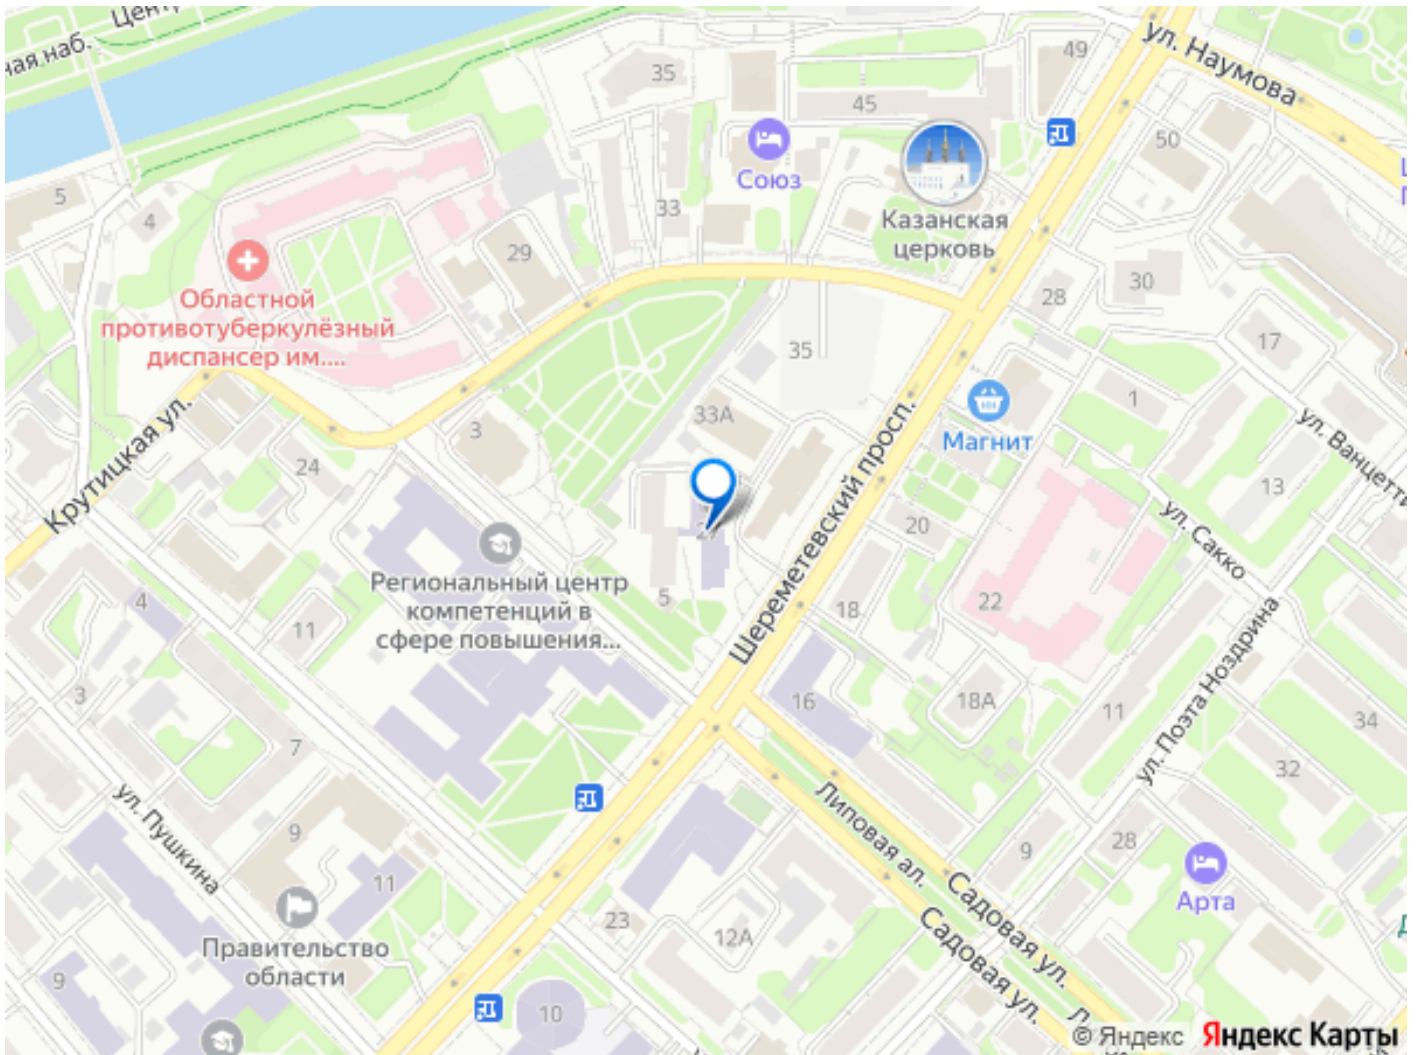 ная наб.
ул. Наумова
35
49
45
50
Союз
5
4
33
29
Казанская
церковь
30
28
Областной
противотуберкулёзный
диспансер им....
17
35
1
33А
3
Магнит
Крутицкая ул.
24
ул. Ванцетти
13
Шереметевский просп.
20
ул. Сакко
27
Региональный центр
компетенций в
сфере повышения...
5
18
22
4
11
ул. Поэта Ноздрина
3
16
18А
11
34
7
32
ул. Пушкина
Липовая ал.
9
9
28
11
Садовая ул.
Арта
23
12А
Садовая ул.
Правительство
области
9
10
© Яндекс
Яндекс Карты